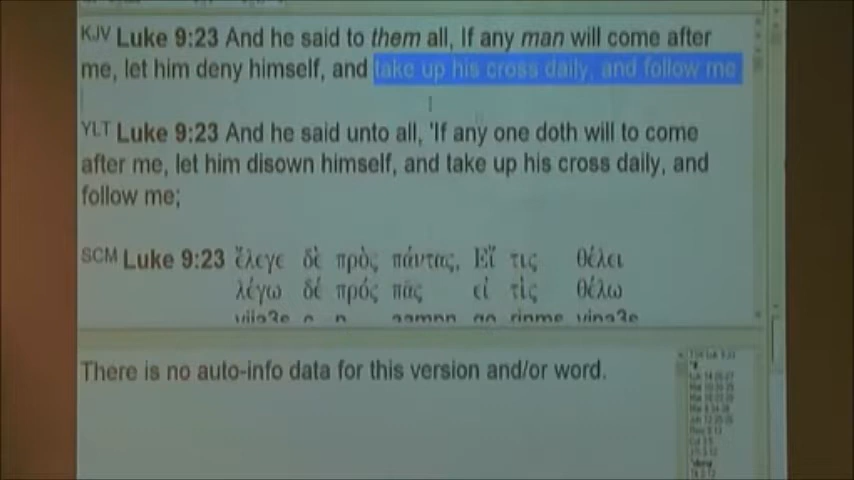 KJV Luke 9:23 And he said to them all, If any man will come after
me, let him deny himself, and take up his cross daily, and follow me
YLT Luke 9:23 And he said unto all, 'If any one doth will to come
after me, let him disown himself, and take up his cross daily, and
follow me;
SCM Luke 9:23 ἔλεγε δὲ πρὸς πάντας, Εἴ τις θέλει
λέγω δέ πρός πᾶς εἰ τὶς θέλω
There is no auto-info data for this version and/or word.